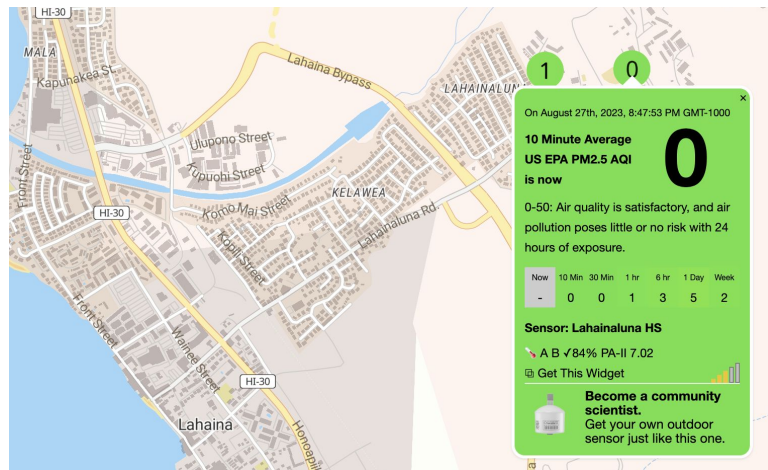 HI-30
MALA
Kapunakea St.
Lahaina Bypass
LAHAINALUN
1
0
Ulupono Street
Kupuohi Street
Front Street
HI-30
Komo Mai Street
KELAWEA
Lahainaluna Rd
Kopili Street
Front Street
Wainee Street
HI-30
Lahaina
Honoapii
×
On August 27th, 2023, 8:47:53 PM GMT-1000
10 Minute Average
US EPA PM2.5 AQI
is now
0
0-50: Air quality is satisfactory, and air
pollution poses little or no risk with 24
hours of exposure.
Now 10 Min 30 Min 1 hr 6 hr 1 Day Week
- 0 0 1 3 5 2
Sensor: Lahainaluna HS
A B ✓84% PA-II 7.02
Get This Widget
Become a community
scientist.
Get your own outdoor
sensor just like this one.